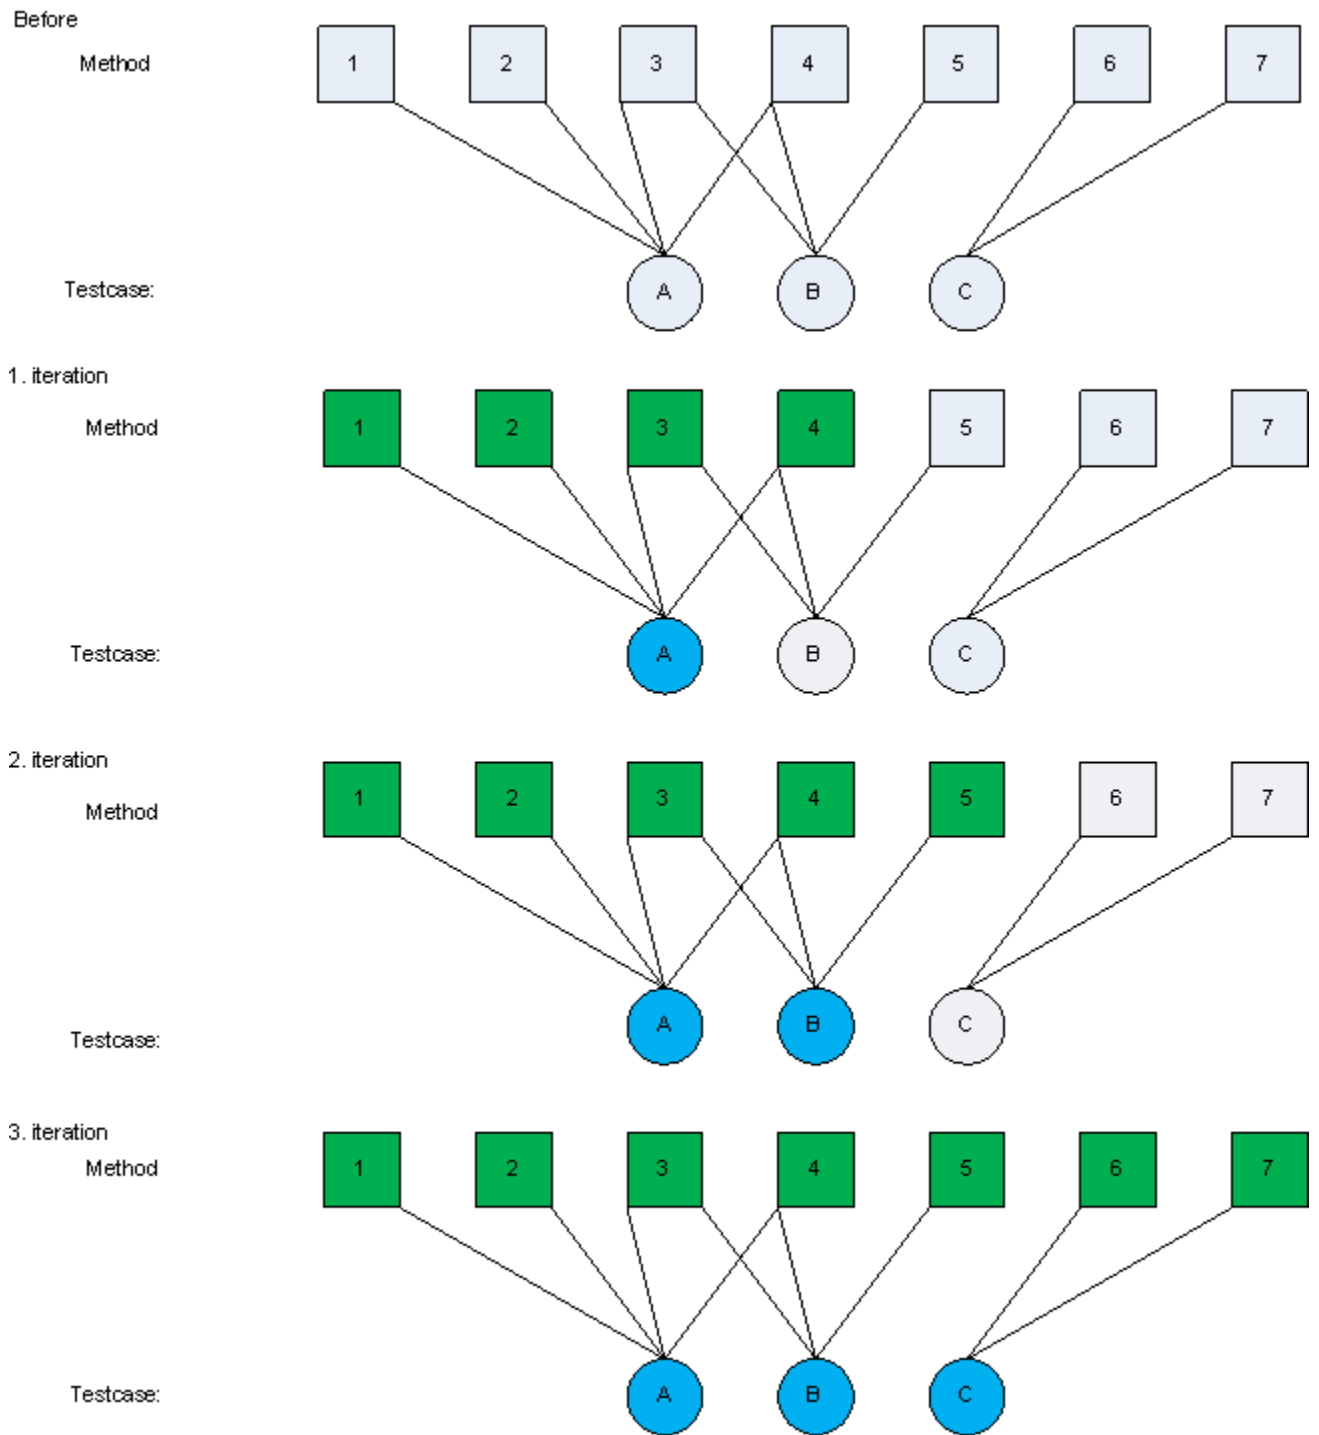 Before
Method 1 2 3 4 5 6 7
Testcase: A B C
1. iteration
Method 1 2 3 4 5 6 7
Testcase: A B C
2. iteration
Method 1 2 3 4 5 6 7
Testcase: A B C
3. iteration
Method 1 2 3 4 5 6 7
Testcase: A B C